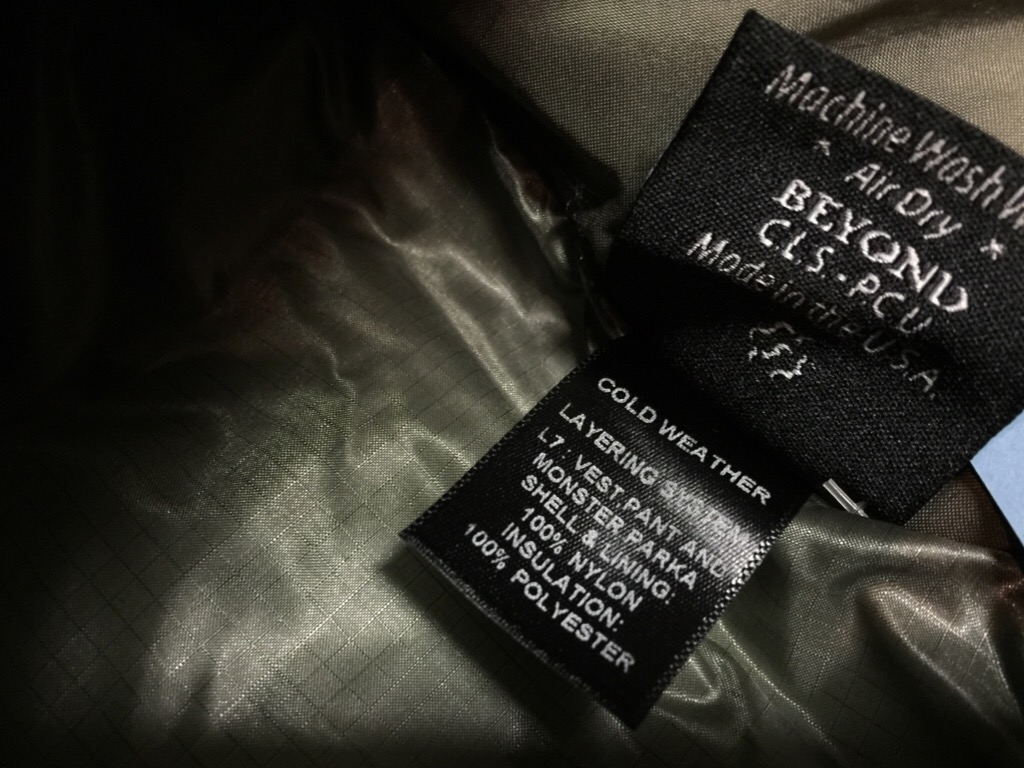 Machine Wash W
* Air Dry *
BEYOND
CLS-PCU
Made in the U.S.A.
COLD WEATHER
LAYERING SYSTEM
L7: VEST PANT AND
MONSTER PARKA
SHELL & LINING:
100% NYLON
INSULATION:
100% POLYESTER